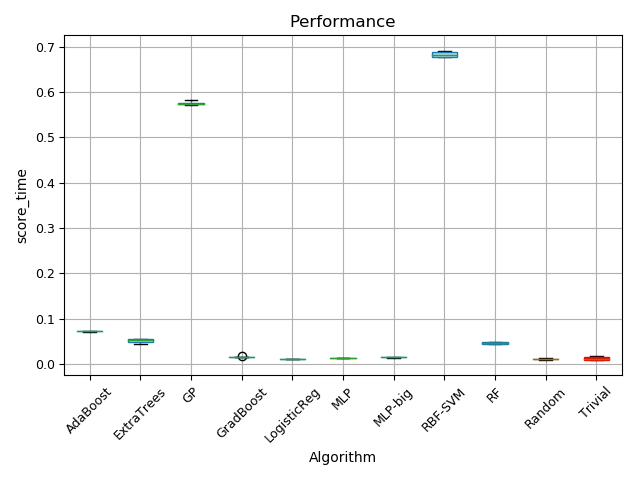 Performance
score_time
0.7
0.6
0.5
0.4
0.3
0.2
0.1
0.0
AdaBoost
ExtraTrees
GP
GradBoost
LogisticReg
MLP
MLP-big
RBF-SVM
RF
Random
Trivial
Algorithm